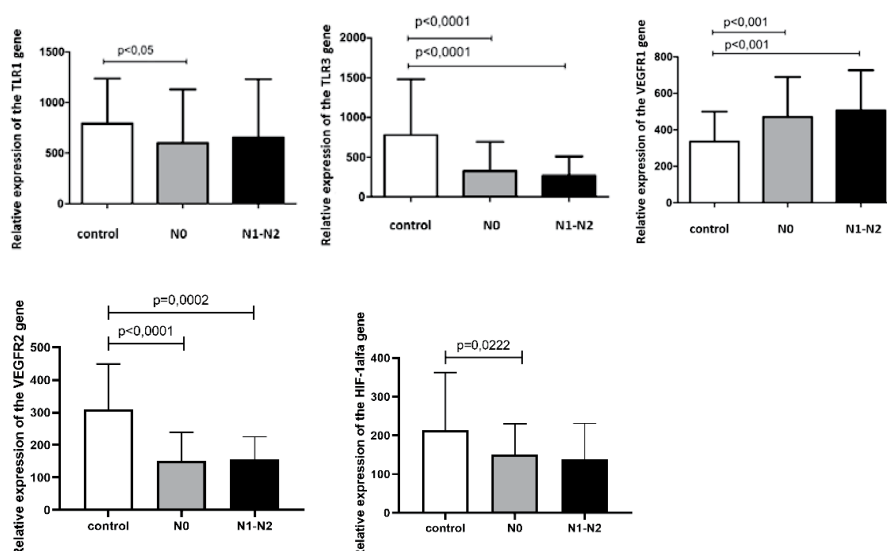 p<0,05
Relative expression of the TLR1 gene
1500
1000
500
0
control N0 N1-N2
p<0,0001
p<0,0001
Relative expression of the TLR3 gene
2000
1500
1000
500
0
control N0 N1-N2
p<0,001
p<0,001
Relative expression of the VEGFR1 gene
800
600
400
200
0
control N0 N1-N2
p=0,0002
p<0,0001
Relative expression of the VEGFR2 gene
500
400
300
200
100
0
control N0 N1-N2
p=0,0222
Relative expression of the HIF-1alfa gene
400
300
200
100
0
control N0 N1-N2